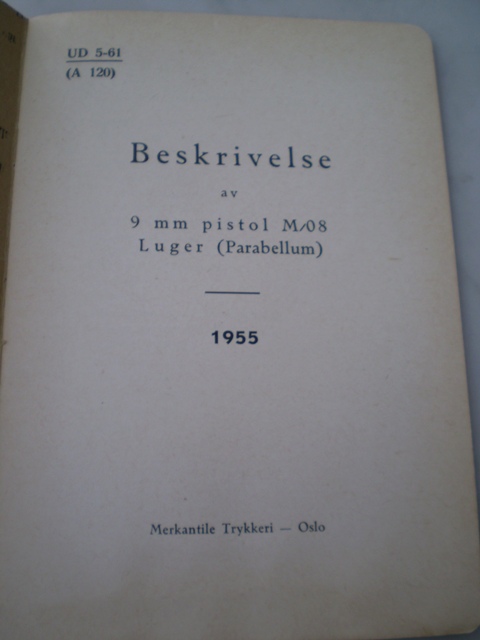 UD 5-61
(A 120)
Beskrivelse
av
9 mm pistol M/08
Luger (Parabellum)
1955
Merkantile Trykkeri — Oslo